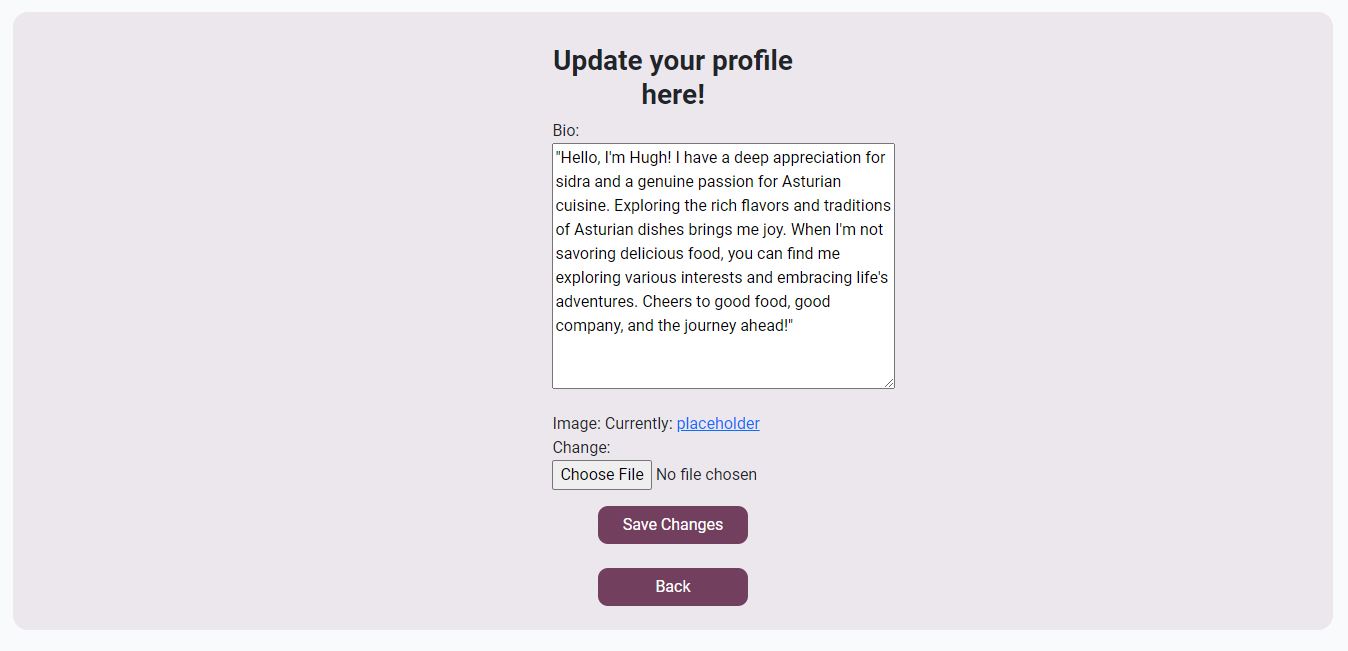 Update your profile
here!
Bio:
"Hello, I'm Hugh! I have a deep appreciation for
sidra and a genuine passion for Asturian
cuisine. Exploring the rich flavors and traditions
of Asturian dishes brings me joy. When I'm not
savoring delicious food, you can find me
exploring various interests and embracing life's
adventures. Cheers to good food, good
company, and the journey ahead!"
Image: Currently: placeholder
Change:
Choose File No file chosen
Save Changes
Back